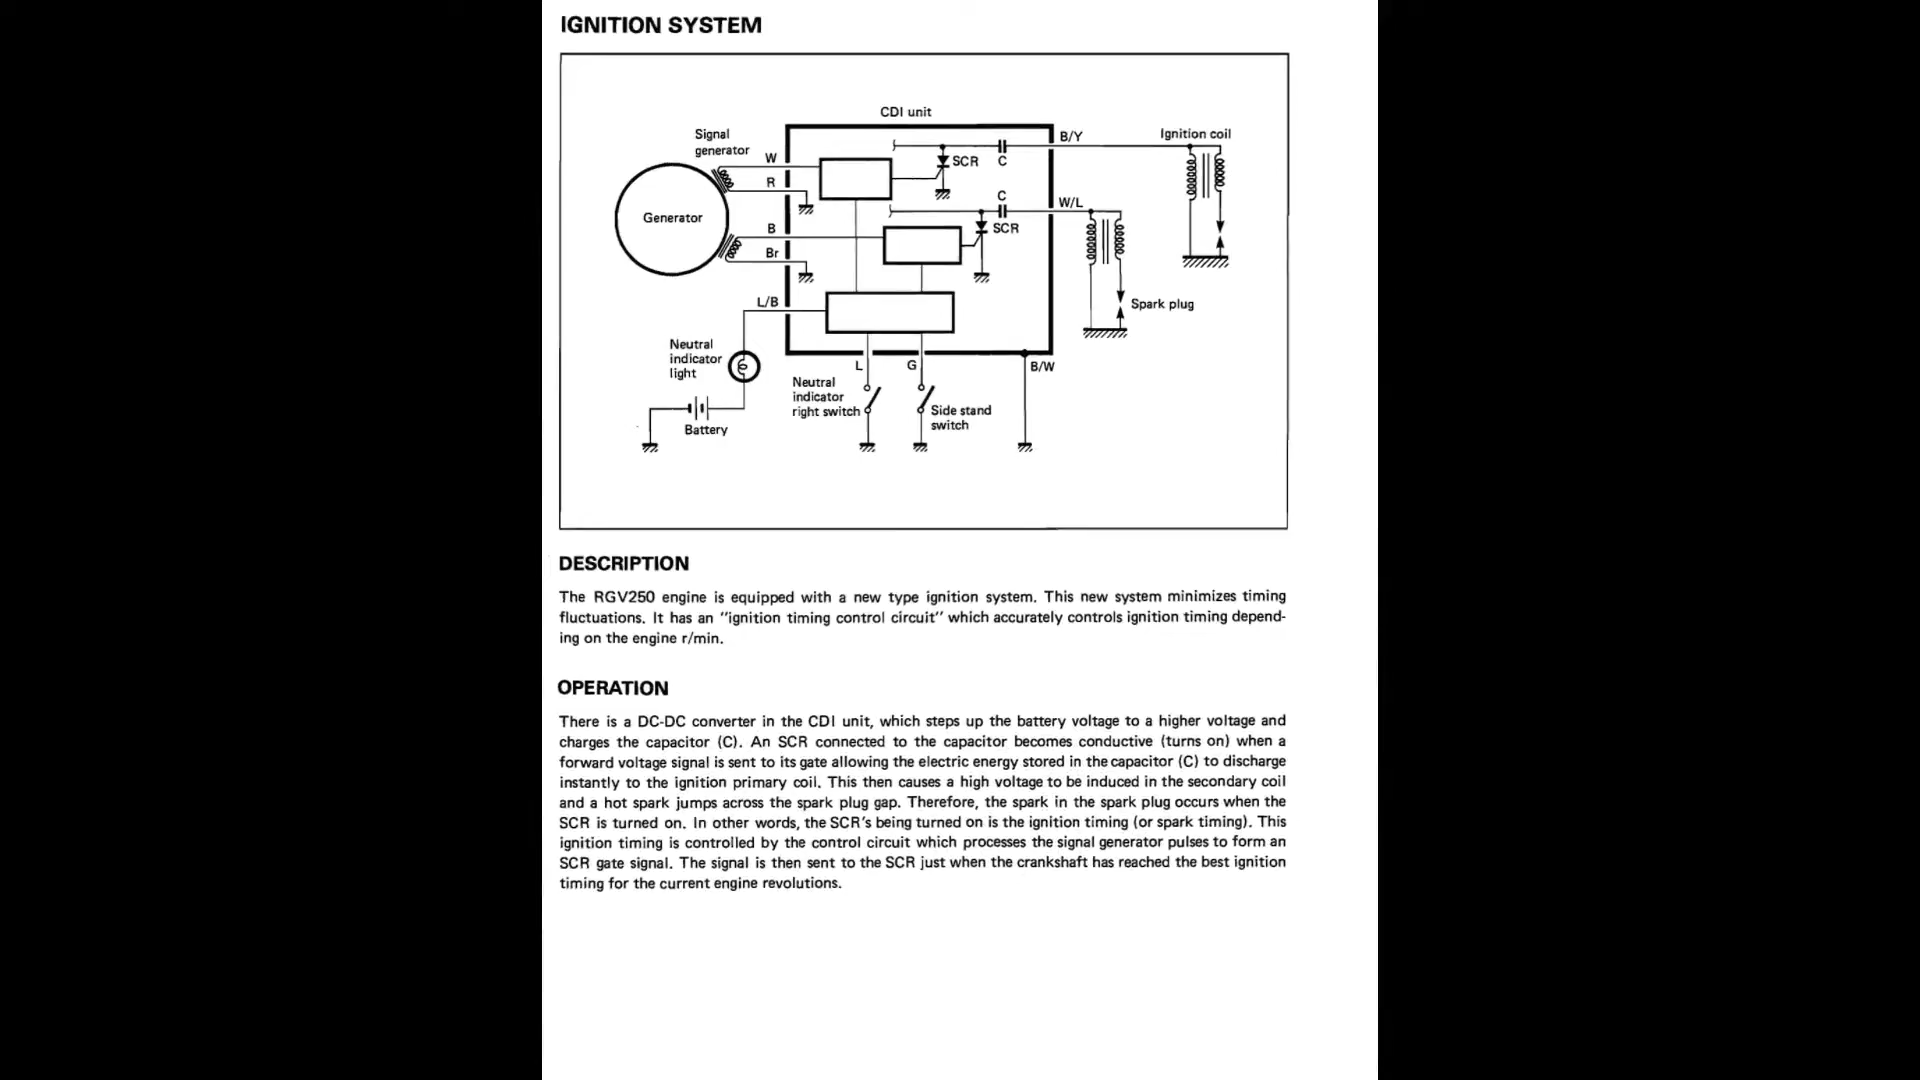 IGNITION SYSTEM
CDI unit
Signal
generator
W
R
Generator
B
Br
L/B
SCR
C
B/Y
Ignition coil
C
W/L
SCR
Spark plug
Neutral
indicator
light
Battery
L
G
B/W
Neutral
indicator
right switch
Side stand
switch
DESCRIPTION
The RGV250 engine is equipped with a new type ignition system. This new system minimizes timing
fluctuations. It has an "ignition timing control circuit" which accurately controls ignition timing depend-
ing on the engine r/min.
OPERATION
There is a DC-DC converter in the CDI unit, which steps up the battery voltage to a higher voltage and
charges the capacitor (C). An SCR connected to the capacitor becomes conductive (turns on) when a
forward voltage signal is sent to its gate allowing the electric energy stored in the capacitor (C) to discharge
instantly to the ignition primary coil. This then causes a high voltage to be induced in the secondary coil
and a hot spark jumps across the spark plug gap. Therefore, the spark in the spark plug occurs when the
SCR is turned on. In other words, the SCR's being turned on is the ignition timing (or spark timing). This
ignition timing is controlled by the control circuit which processes the signal generator pulses to form an
SCR gate signal. The signal is then sent to the SCR just when the crankshaft has reached the best ignition
timing for the current engine revolutions.